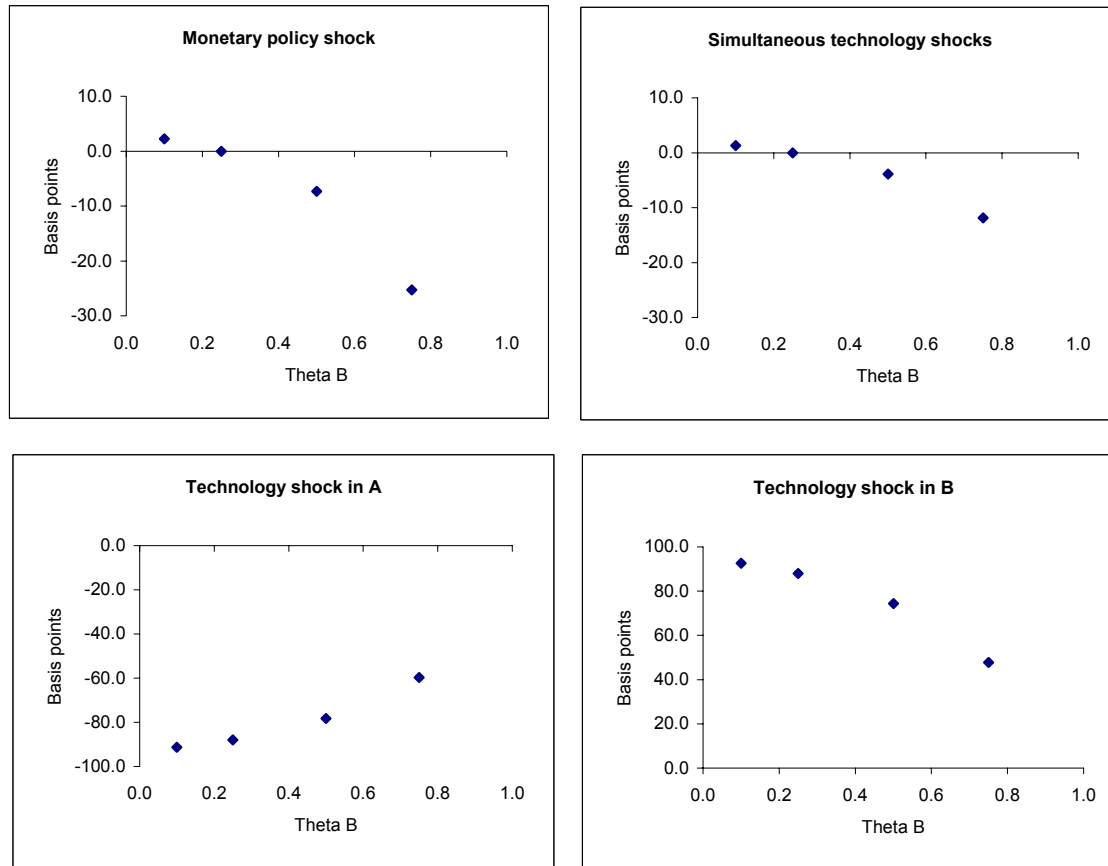 Monetary policy shock
10.0
0.0
-10.0
-20.0
-30.0
Basis points
0.0 0.2 0.4 0.6 0.8 1.0
Theta B
Simultaneous technology shocks
10.0
0.0
-10.0
-20.0
-30.0
Basis points
0.0 0.2 0.4 0.6 0.8 1.0
Theta B
Technology shock in A
0.0
-20.0
-40.0
-60.0
-80.0
-100.0
Basis points
0.0 0.2 0.4 0.6 0.8 1.0
Theta B
Technology shock in B
100.0
80.0
60.0
40.0
20.0
0.0
Basis points
0.0 0.2 0.4 0.6 0.8 1.0
Theta B